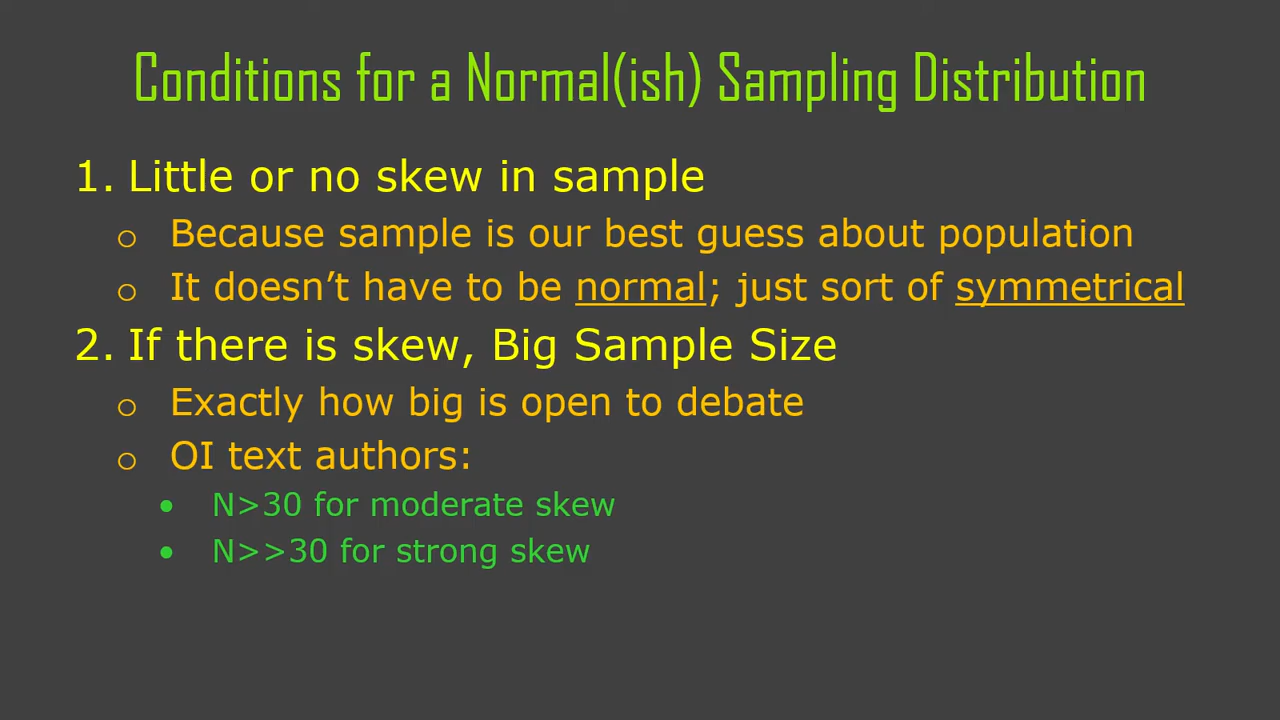 Conditions for a Normal(ish) Sampling Distribution
1. Little or no skew in sample
o Because sample is our best guess about population
o It doesn’t have to be normal; just sort of symmetrical
2. If there is skew, Big Sample Size
o Exactly how big is open to debate
o OI text authors:
• N>30 for moderate skew
• N>>30 for strong skew